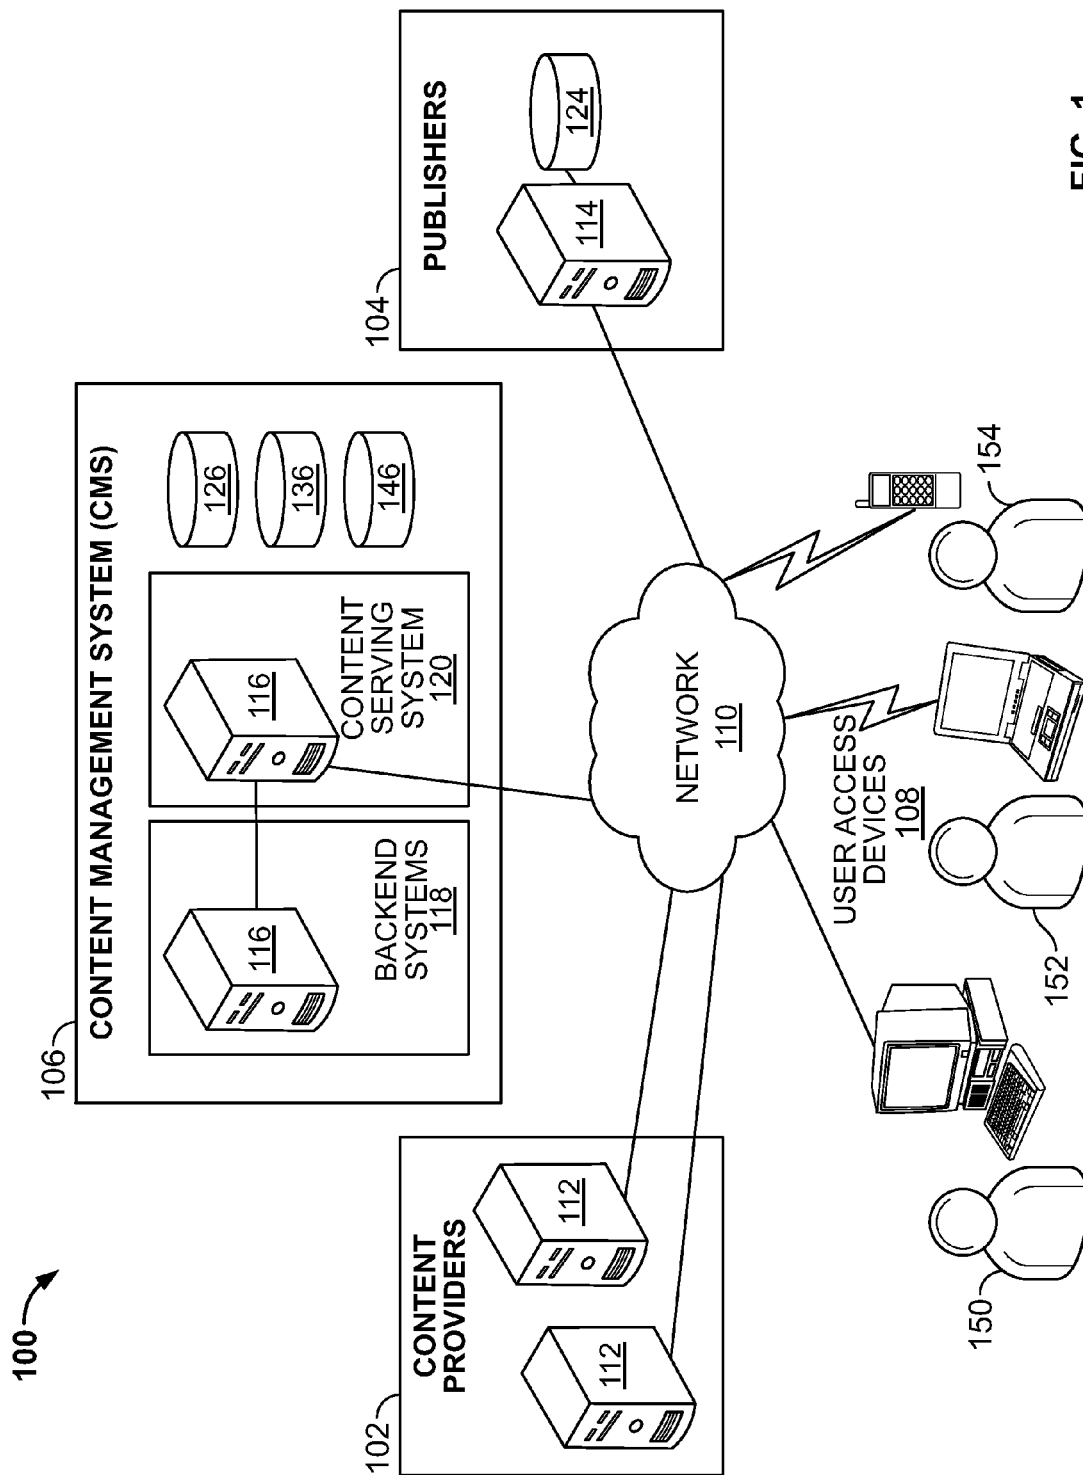 100
106
CONTENT MANAGEMENT SYSTEM (CMS)
116
BACKEND
SYSTEMS
118
116
CONTENT
SERVING
SYSTEM
120
126
136
146
102
CONTENT
PROVIDERS
112
112
104
PUBLISHERS
114
124
NETWORK
110
USER ACCESS
DEVICES
108
150
152
154
FIG. 1